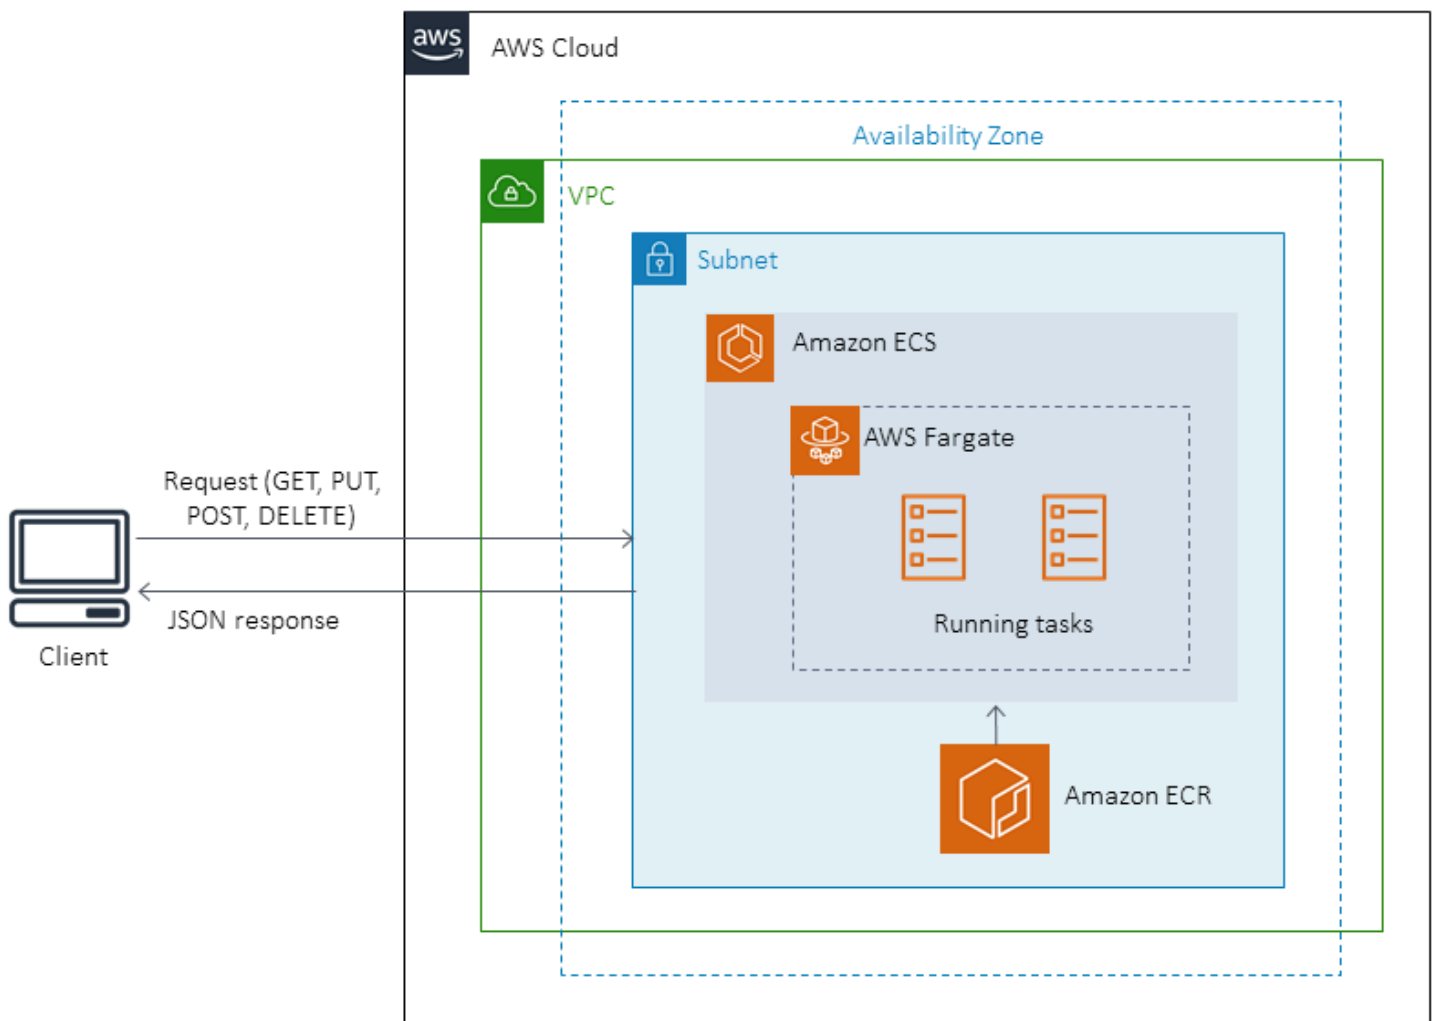 aws
AWS Cloud
Availability Zone
VPC
Subnet
Amazon ECS
AWS Fargate
Request (GET, PUT,
POST, DELETE)
JSON response
Client
Running tasks
Amazon ECR